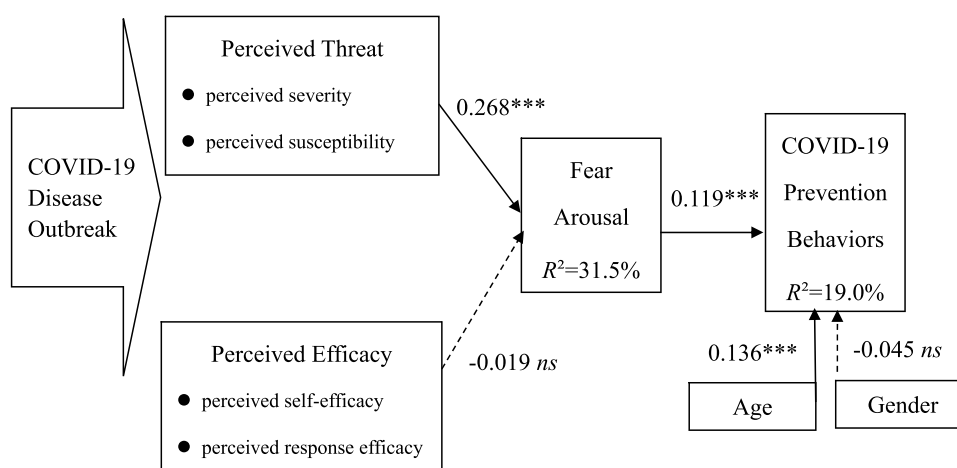 COVID-19
Disease
Outbreak
Perceived Threat
● perceived severity
● perceived susceptibility
Perceived Efficacy
● perceived self-efficacy
● perceived response efficacy
0.268***
-0.019 ns
Fear
Arousal
R²=31.5%
0.119***
COVID-19
Prevention
Behaviors
R²=19.0%
0.136***
-0.045 ns
Age
Gender